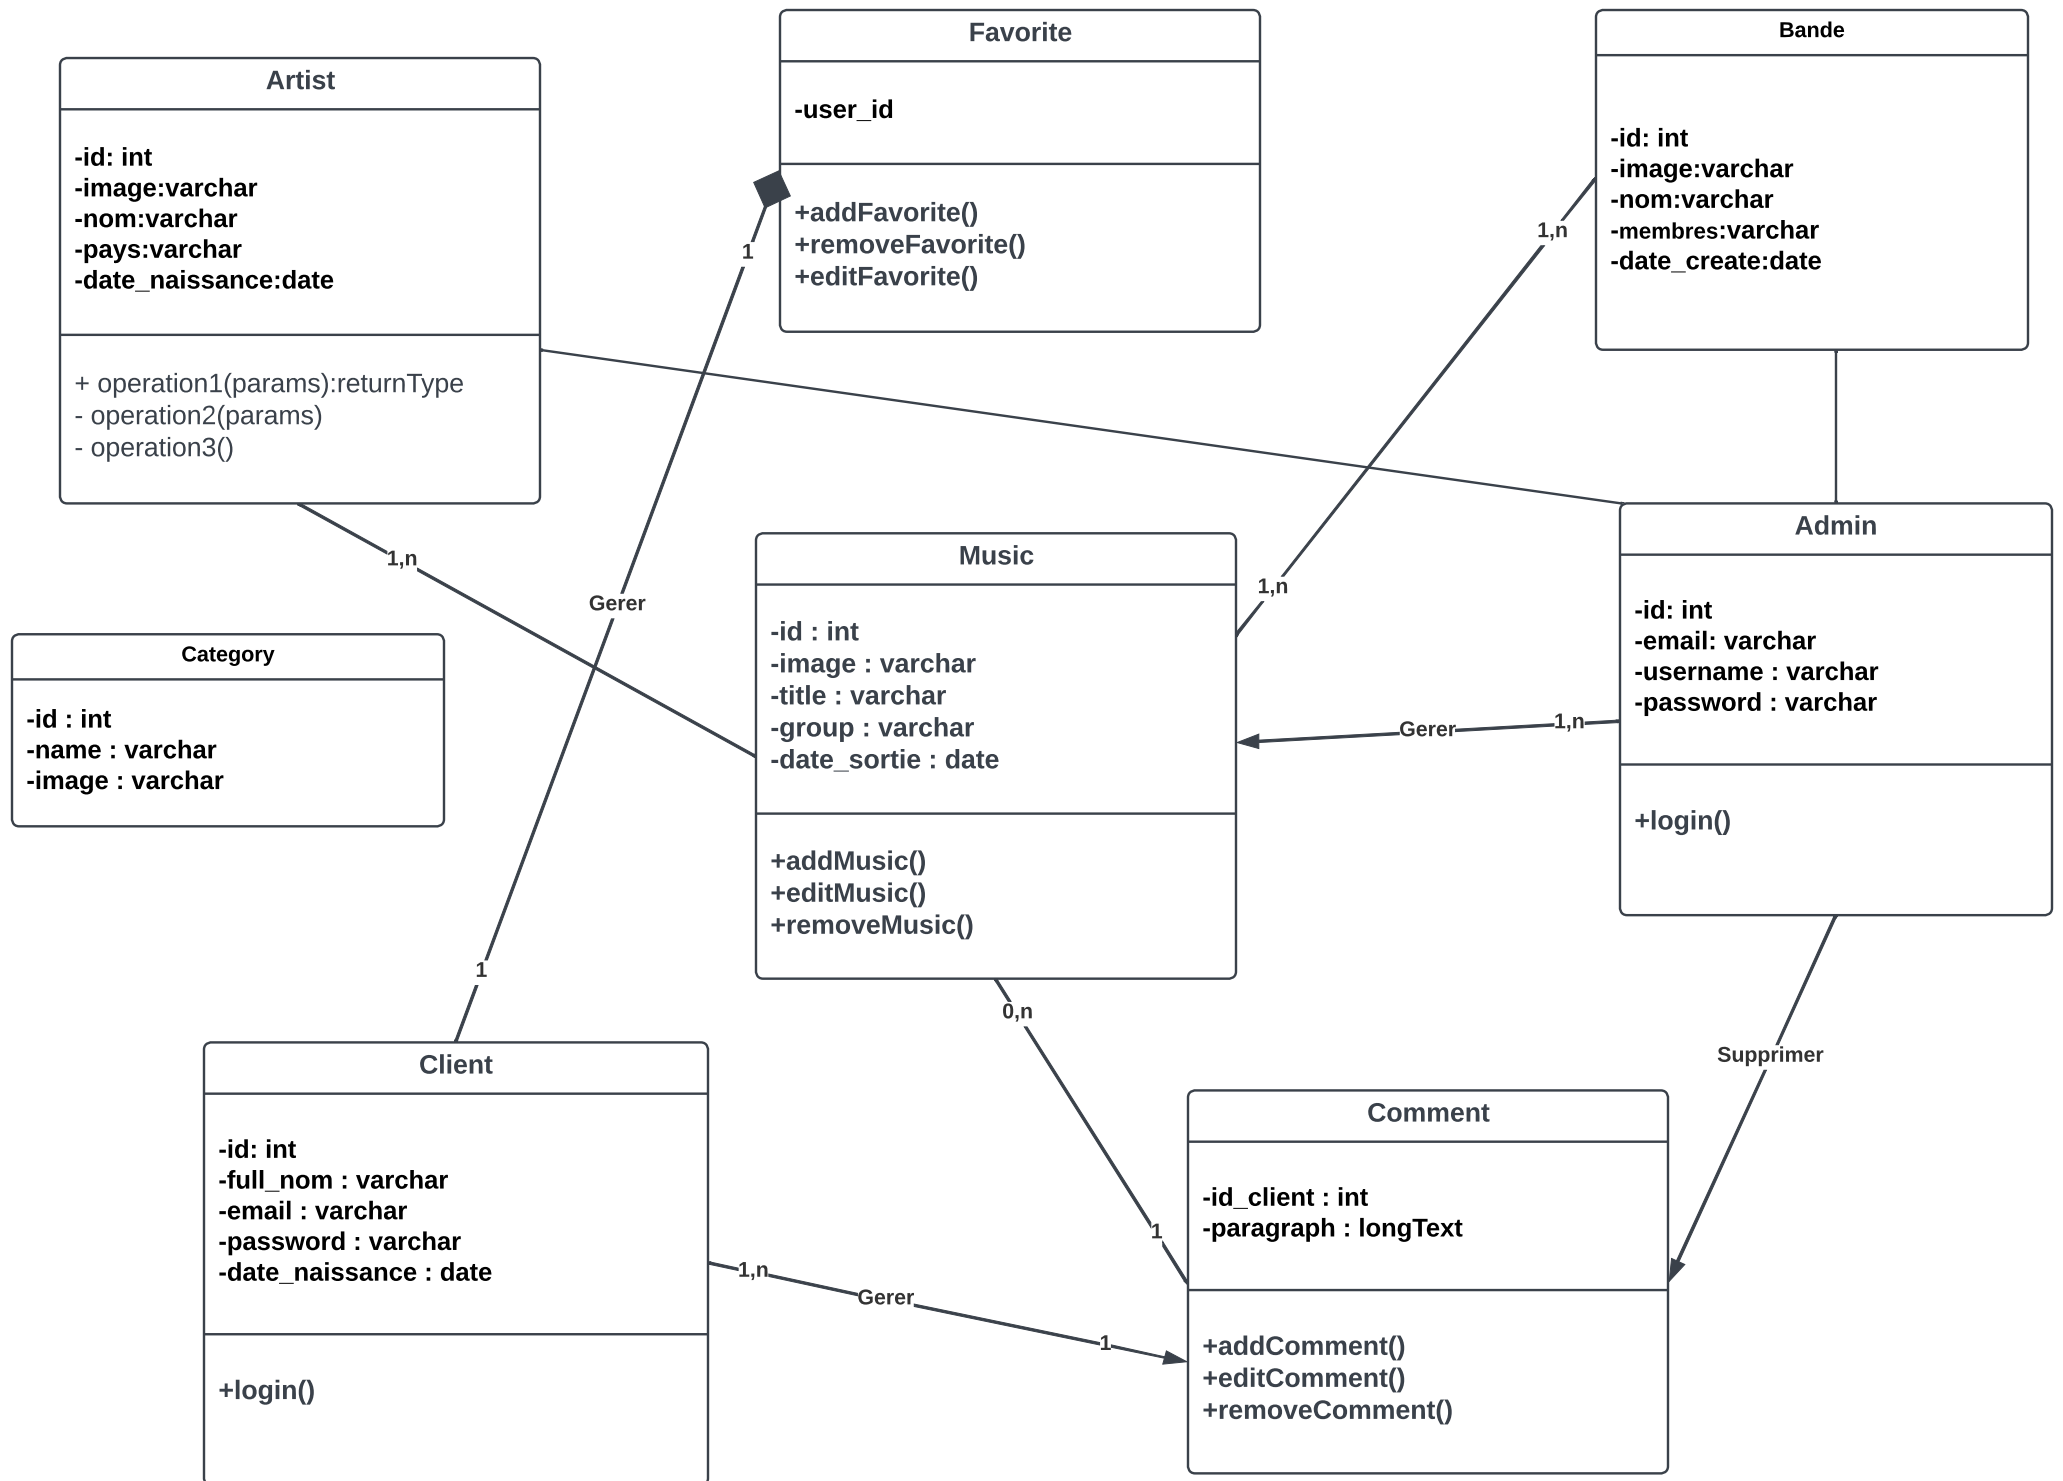 Artist
-id: int
-image:varchar
-nom:varchar
-pays:varchar
-date_naissance:date
+ operation1(params):returnType
- operation2(params)
- operation3()
Favorite
-user_id
+addFavorite()
+removeFavorite()
+editFavorite()
Bande
-id: int
-image:varchar
-nom:varchar
-membres:varchar
-date_create:date
1
1,n
1,n
Gerer
1,n
Category
-id : int
-name : varchar
-image : varchar
Music
-id : int
-image : varchar
-title : varchar
-group : varchar
-date_sortie : date
+addMusic()
+editMusic()
+removeMusic()
Gerer
1,n
Admin
-id: int
-email: varchar
-username : varchar
-password : varchar
+login()
1
0,n
Supprimer
Client
-id: int
-full_nom : varchar
-email : varchar
-password : varchar
-date_naissance : date
+login()
1,n
Gerer
1
1
Comment
-id_client : int
-paragraph : longText
+addComment()
+editComment()
+removeComment()